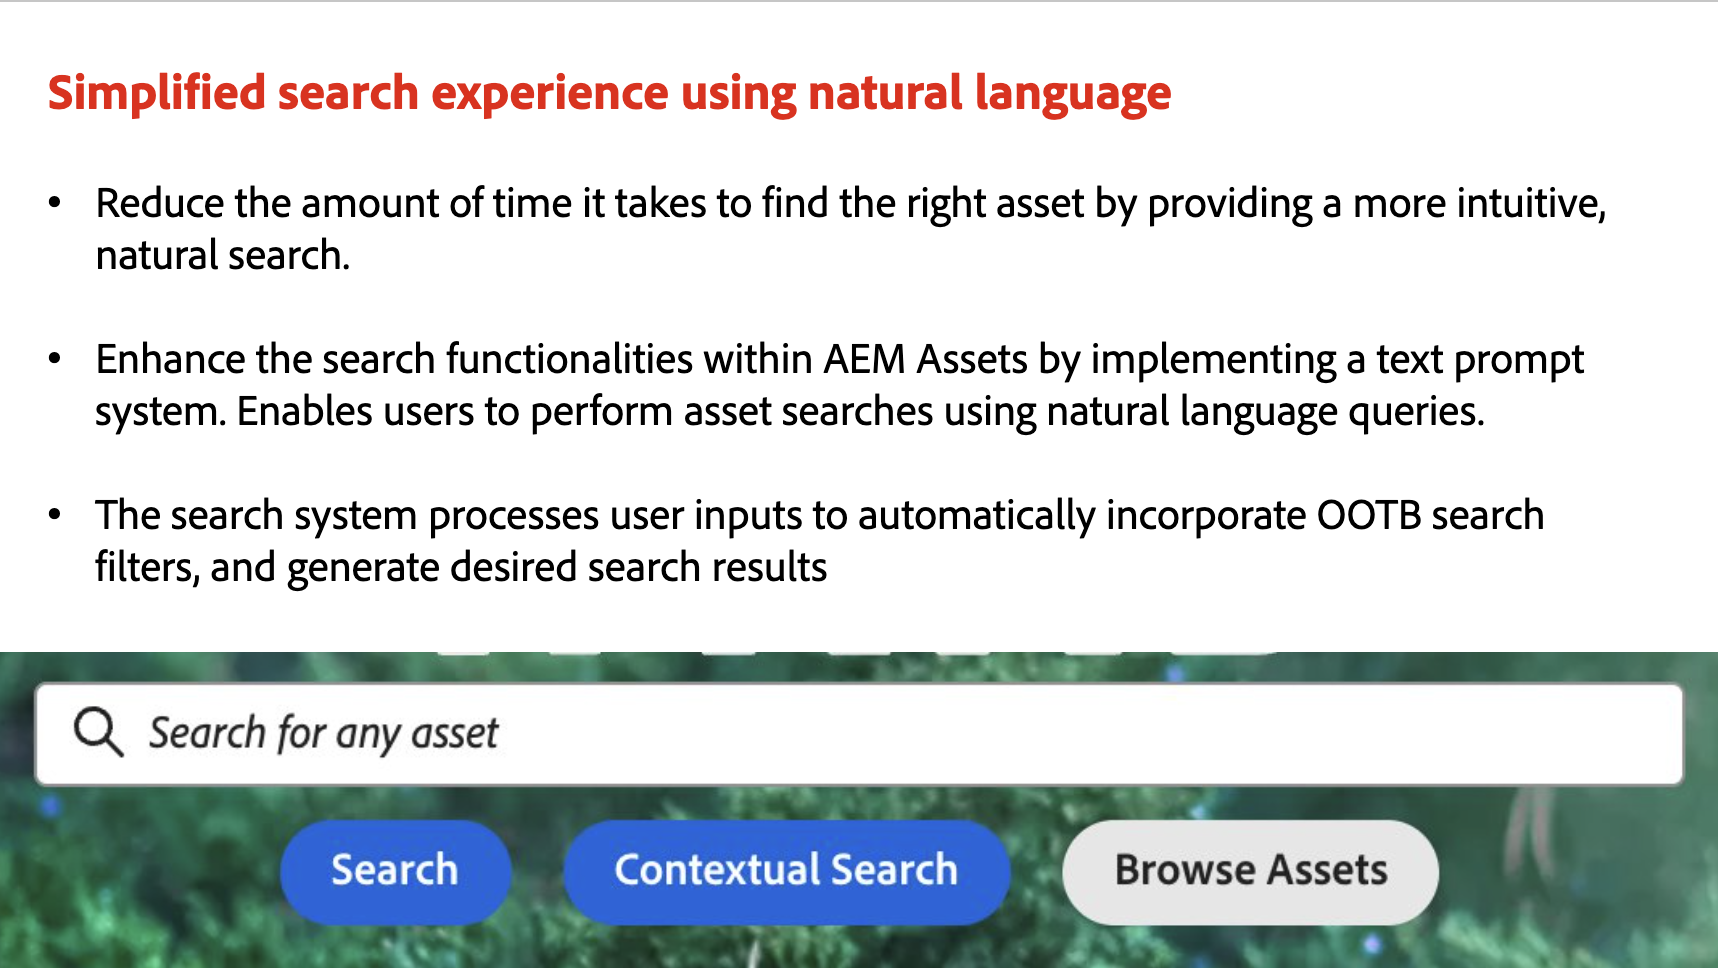 Simplified search experience using natural language
• Reduce the amount of time it takes to find the right asset by providing a more intuitive,
natural search.
• Enhance the search functionalities within AEM Assets by implementing a text prompt
system. Enables users to perform asset searches using natural language queries.
• The search system processes user inputs to automatically incorporate OOTB search
filters, and generate desired search results
Search for any asset
Search
Contextual Search
Browse Assets